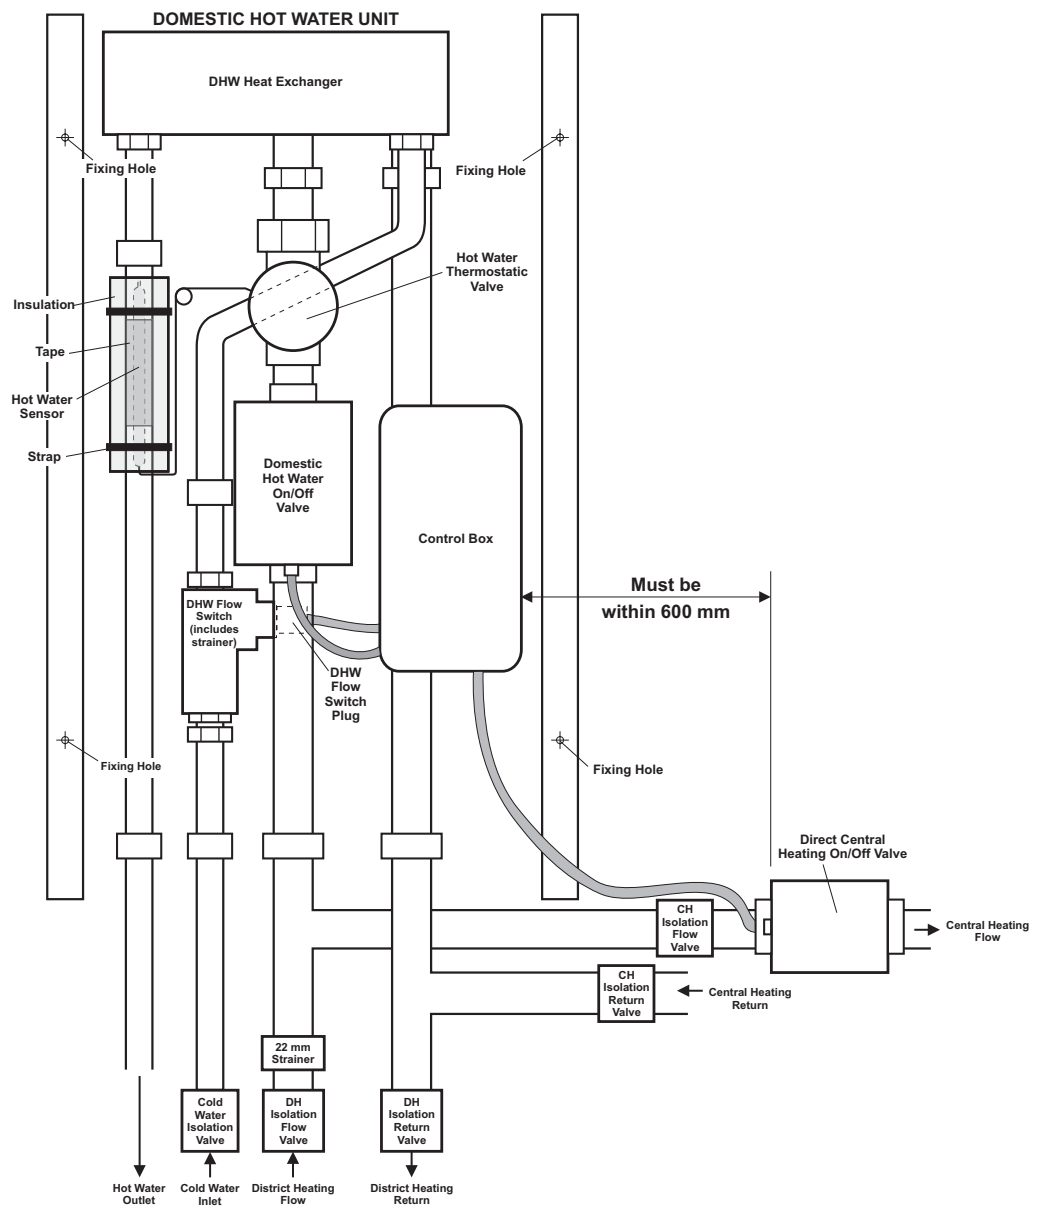 DOMESTIC HOT WATER UNIT
DHW Heat Exchanger
Fixing Hole
Fixing Hole
Hot Water
Thermostatic
Valve
Insulation
Tape
Hot Water
Sensor
Strap
Domestic
Hot Water
On/Off
Valve
Control Box
Must be
within 600 mm
DHW Flow
Switch
(includes
strainer)
DHW
Flow
Switch
Plug
Fixing Hole
Fixing Hole
Direct Central
Heating On/Off Valve
CH
Isolation
Flow
Valve
Central Heating
Flow
CH
Isolation
Return
Valve
Central Heating
Return
22 mm
Strainer
Cold
Water
Isolation
Valve
DH
Isolation
Flow
Valve
DH
Isolation
Return
Valve
Hot Water
Outlet
Cold Water
Inlet
District Heating
Flow
District Heating
Return